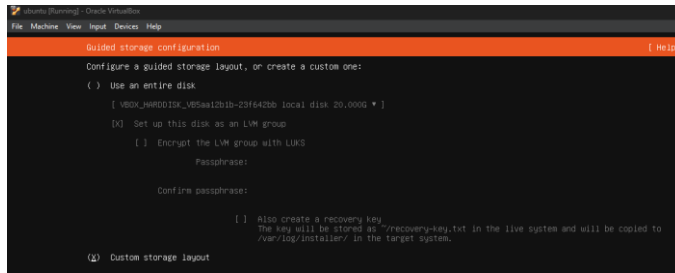 ubuntu [Running] - Oracle VirtualBox
File Machine View Input Devices Help
Guided storage configuration [ Help
Configure a guided storage layout, or create a custom one:
( ) Use an entire disk
[ VBOX_HARDDISK_VB5aa12b1b-23f642bb local disk 20.000G ▾ ]
[X] Set up this disk as an LVM group
[ ] Encrypt the LVM group with LUKS
Passphrase:
Confirm passphrase:
[ ] Also create a recovery key
The key will be stored as ~/recovery-key.txt in the live system and will be copied to
/var/log/installer/ in the target system.
(X) Custom storage layout